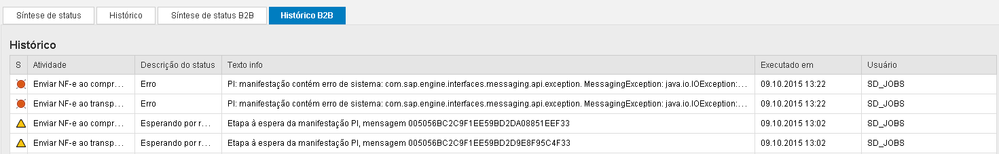 Síntese de status Histórico Síntese de status B2B Histórico B2B
Histórico
S Atividade Descrição do status Texto info Executado em Usuário
Enviar NF-e ao compr... Erro PI: manifestação contém erro de sistema: com.sap.engine.interfaces.messaging.api.exception. MessagingException: java.io.IOException:... 09.10.2015 13:22 SD_JOBS
Enviar NF-e ao transp... Erro PI: manifestação contém erro de sistema: com.sap.engine.interfaces.messaging.api.exception. MessagingException: java.io.IOException:... 09.10.2015 13:22 SD_JOBS
Enviar NF-e ao compr... Esperando por r... Etapa à espera da manifestação PI, mensagem 005056BC2C9F1EE59BD2DA08851EEF33 09.10.2015 13:02 SD_JOBS
Enviar NF-e ao transp... Esperando por r... Etapa à espera da manifestação PI, mensagem 005056BC2C9F1EE59BD2D9E8F95C4F33 09.10.2015 13:02 SD_JOBS